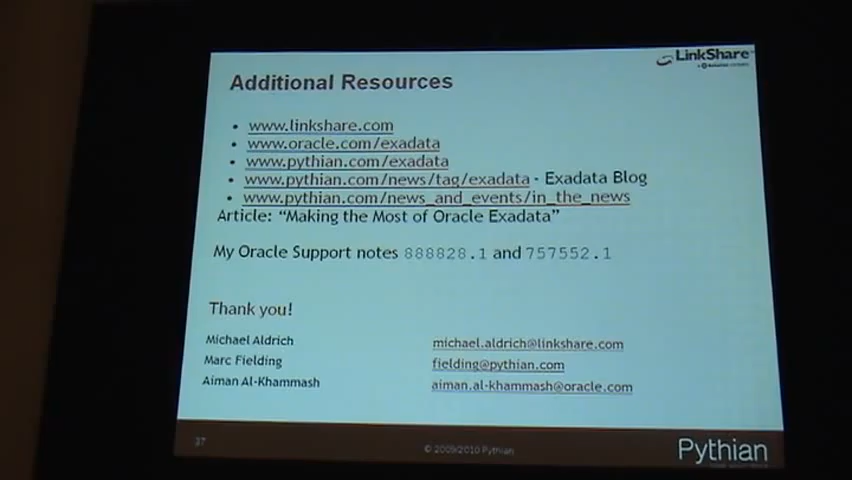 LinkShare
Additional Resources
• www.linkshare.com
• www.oracle.com/exadata
• www.pythian.com/exadata
• www.pythian.com/news/tag/exadata - Exadata Blog
• www.pythian.com/news_and_events/in_the_news
Article: “Making the Most of Oracle Exadata”
My Oracle Support notes 888828.1 and 757552.1
Thank you!
Michael Aldrich michael.aldrich@linkshare.com
Marc Fielding fielding@pythian.com
Aiman Al-Khammash aiman.al-khammash@oracle.com
37
© 2009/2010 Pythian
Pythian